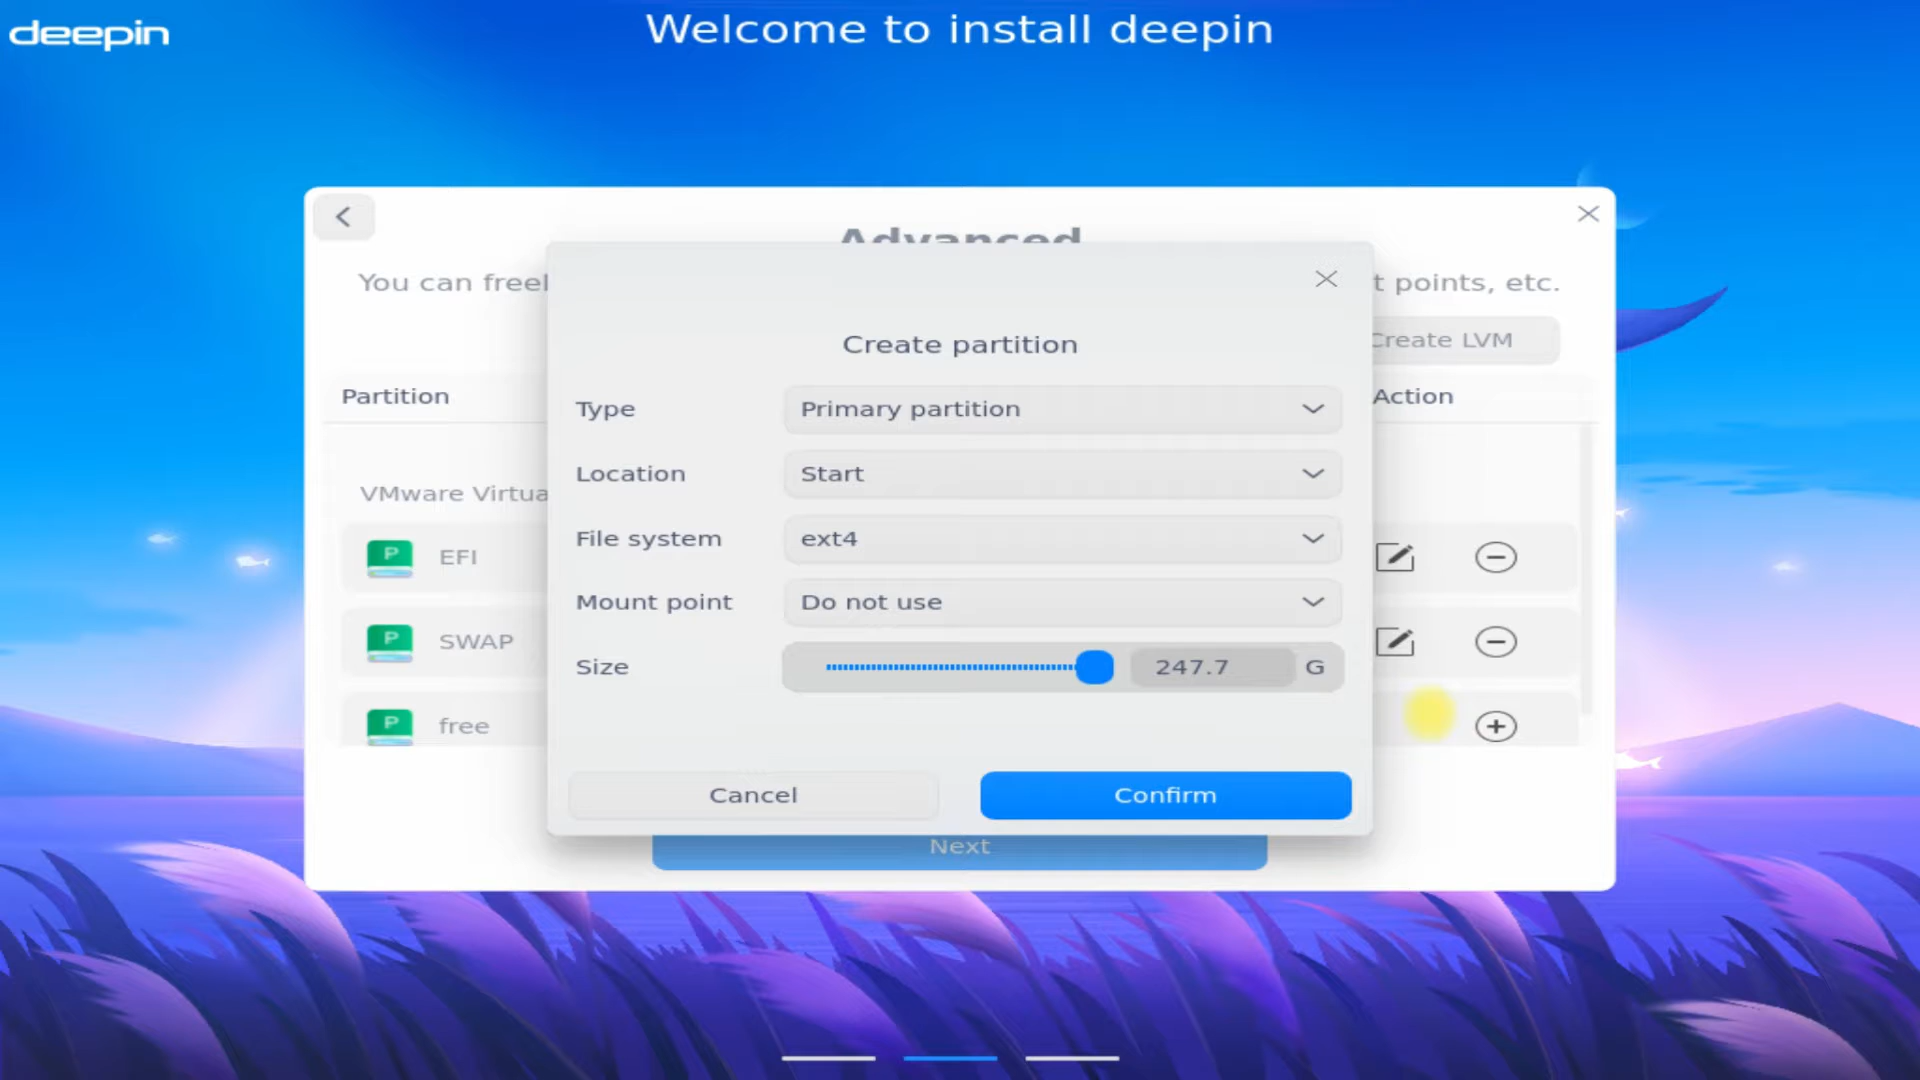 deepin
Welcome to install deepin
Advanced
You can freel
t points, etc.
Create LVM
Partition
Action
VMware Virtua
P EFI
P SWAP
P free
Create partition
Type Primary partition
Location Start
File system ext4
Mount point Do not use
Size 247.7 G
Cancel Confirm
Next